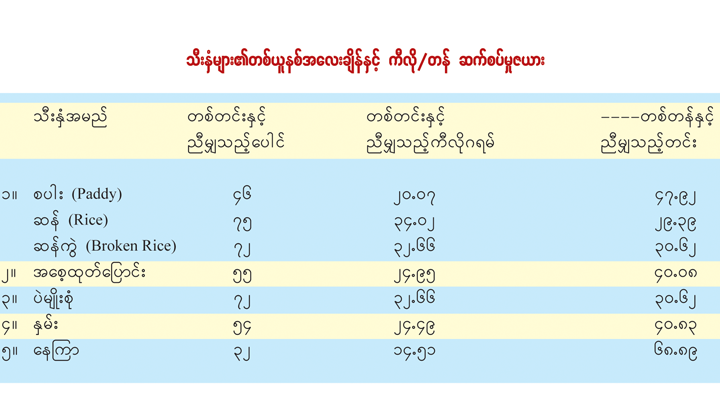 သီးနှံများ၏တစ်ယူနစ်အလေးချိန်နှင့် ကီလို/တန် ဆက်စပ်မှုဇယား
သီးနှံအမည် တစ်တင်းနှင့် တစ်တင်းနှင့် ----တစ်တန်နှင့်
ညီမျှသည့်ပေါင် ညီမျှသည့်ကီလိုဂရမ် ညီမျှသည့်တင်း
၁။ စပါး (Paddy) ၄၆ ၂၀.၀၇ ၄၇.၉၂
ဆန် (Rice) ၇၅ ၃၄.၀၂ ၂၉.၃၉
ဆန်ကွဲ (Broken Rice) ၇၂ ၃၂.၆၆ ၃၀.၆၂
၂။ အစေ့ထုတ်ပြောင်း ၅၅ ၂၄.၉၅ ၄၀.၀၈
၃။ ပဲမျိုးစုံ ၇၂ ၃၂.၆၆ ၃၀.၆၂
၄။ နှမ်း ၅၄ ၂၄.၄၉ ၄၀.၈၃
၅။ နေကြာ ၃၂ ၁၄.၅၁ ၆၈.၈၉